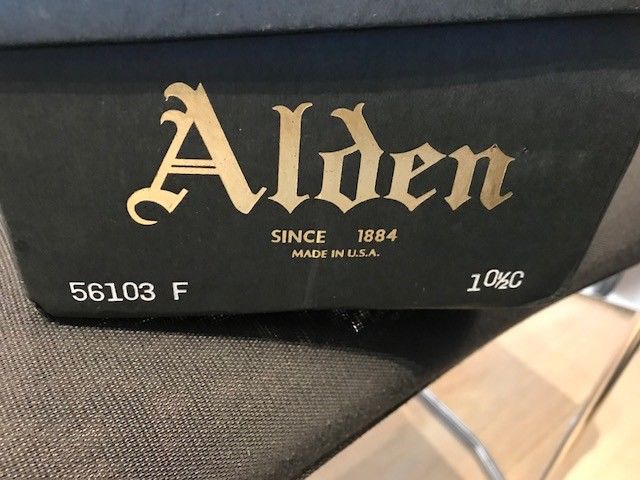 Alden
SINCE 1884
MADE IN U.S.A.
56103 F 10½C